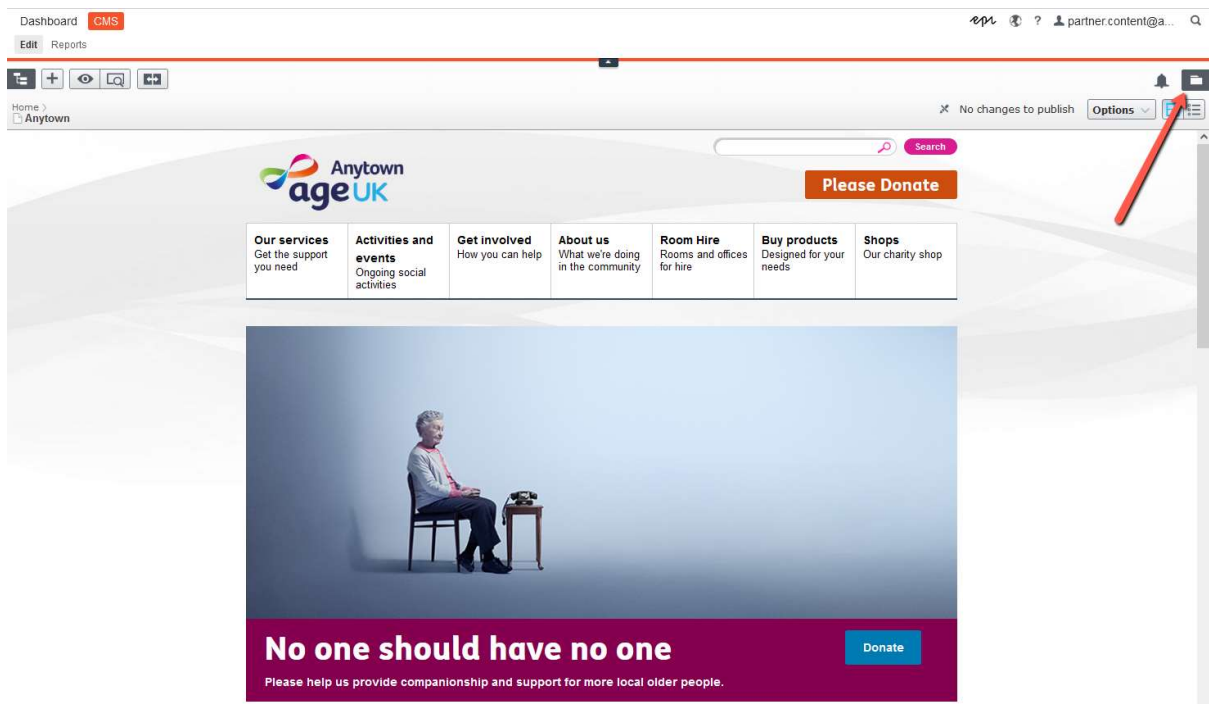 Dashboard CMS
epi ? partner.content@a...
Edit Reports
Home >
Anytown
No changes to publish Options
Search
Anytown
age UK
Please Donate
Our services
Get the support
you need
Activities and
events
Ongoing social
activities
Get involved
How you can help
About us
What we're doing
in the community
Room Hire
Rooms and offices
for hire
Buy products
Designed for your
needs
Shops
Our charity shop
No one should have no one
Donate
Please help us provide companionship and support for more local older people.